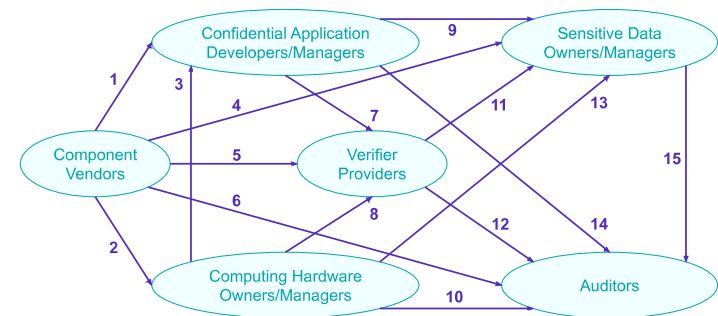 Confidential Application
Developers/Managers
9
Sensitive Data
Owners/Managers
1
3
4
7
11
13
Component
Vendors
5
Verifier
Providers
15
6
8
12
14
2
Computing Hardware
Owners/Managers
10
Auditors